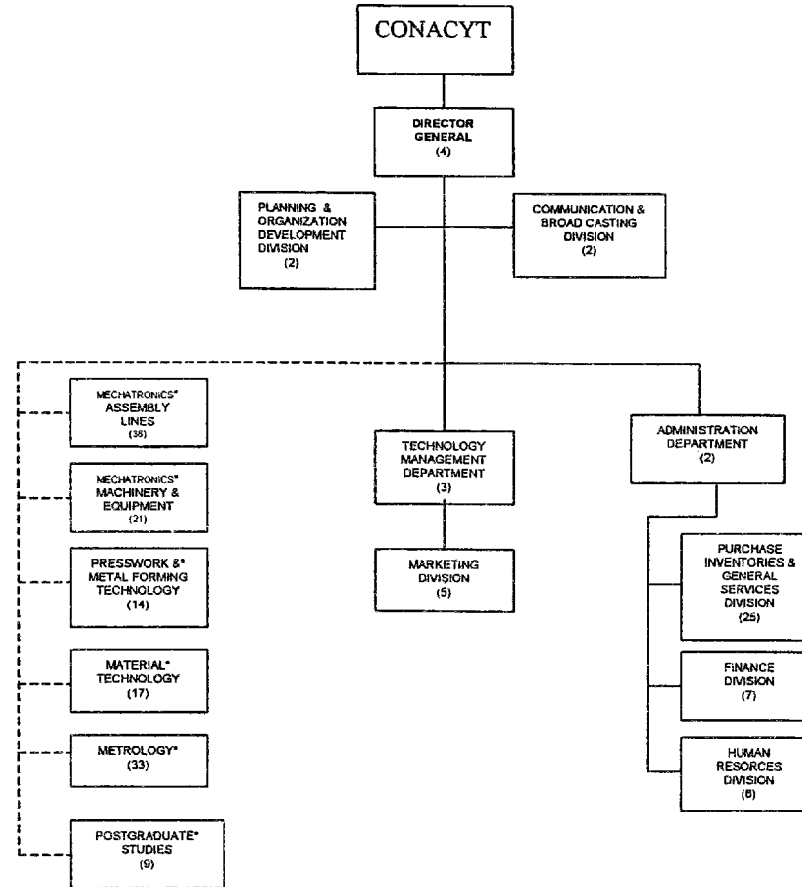 CONACYT
DIRECTOR
GENERAL
(4)
PLANNING &
ORGANIZATION
DEVELOPMENT
DIVISION
(2)
COMMUNICATION &
BROAD CASTING
DIVISION
(2)
MECHATRONICS*
ASSEMBLY
LINES
(36)
MECHATRONICS*
MACHINERY &
EQUIPMENT
(21)
PRESSWORK &*
METAL FORMING
TECHNOLOGY
(14)
MATERIAL*
TECHNOLOGY
(17)
METROLOGY*
(33)
POSTGRADUATE*
STUDIES
(9)
TECHNOLOGY
MANAGEMENT
DEPARTMENT
(3)
MARKETING
DIVISION
(5)
ADMINISTRATION
DEPARTMENT
(2)
PURCHASE
INVENTORIES &
GENERAL
SERVICES
DIVISION
(25)
FINANCE
DIVISION
(7)
HUMAN
RESORCES
DIVISION
(6)